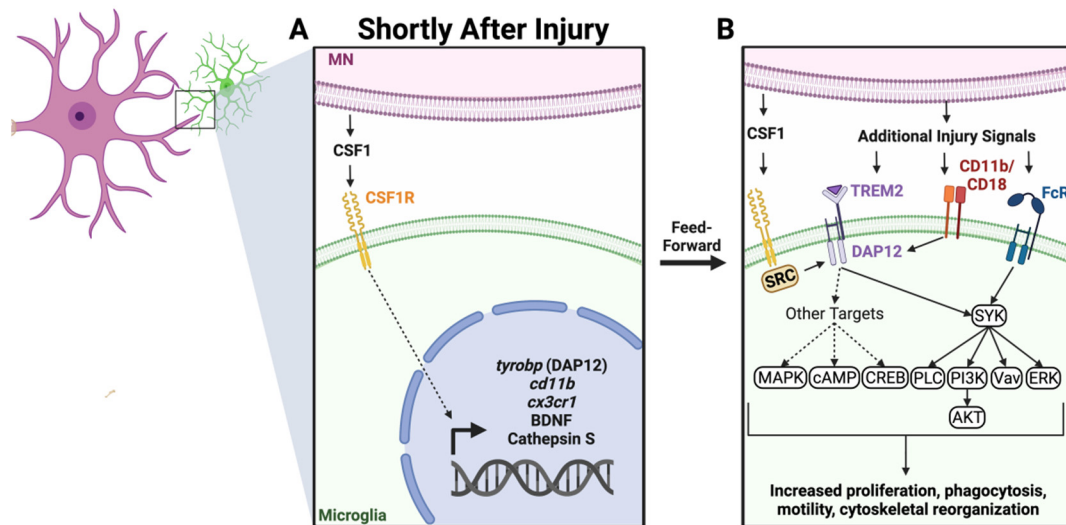 A
Shortly After Injury
MN
CSF1
CSF1R
tyrobp (DAP12)
cd11b
cx3cr1
BDNF
Cathepsin S
Microglia
Feed-
Forward
B
CSF1
Additional Injury Signals
TREM2
CD11b/
CD18
FcR
DAP12
SRC
Other Targets
SYK
MAPK
cAMP
CREB
PLC
PI3K
Vav
ERK
AKT
Increased proliferation, phagocytosis,
motility, cytoskeletal reorganization